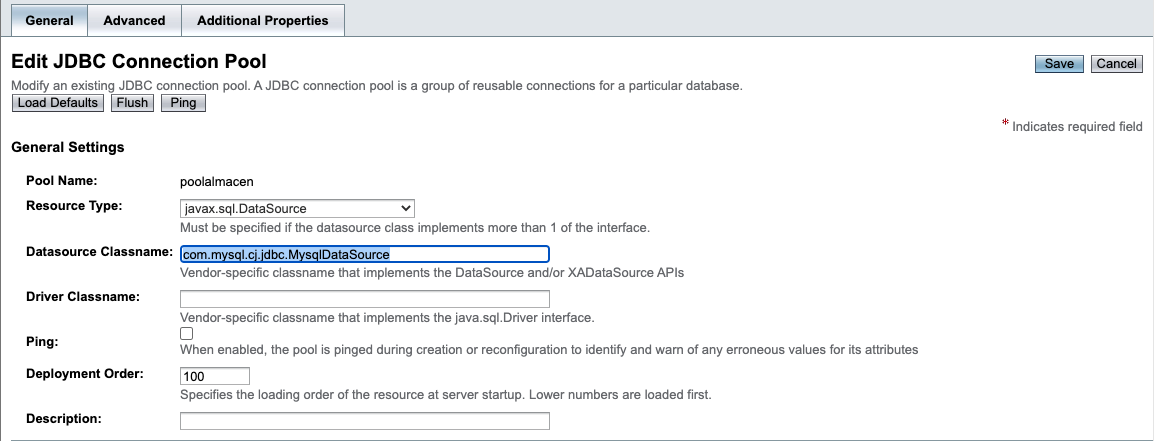 General Advanced Additional Properties
Edit JDBC Connection Pool
Save Cancel
Modify an existing JDBC connection pool. A JDBC connection pool is a group of reusable connections for a particular database.
Load Defaults Flush Ping
* Indicates required field
General Settings
Pool Name: poolalmacen
Resource Type: javax.sql.DataSource
Must be specified if the datasource class implements more than 1 of the interface.
Datasource Classname: com.mysql.cj.jdbc.MysqlDataSource
Vendor-specific classname that implements the DataSource and/or XADataSource APIs
Driver Classname:
Vendor-specific classname that implements the java.sql.Driver interface.
Ping:
When enabled, the pool is pinged during creation or reconfiguration to identify and warn of any erroneous values for its attributes
Deployment Order: 100
Specifies the loading order of the resource at server startup. Lower numbers are loaded first.
Description: